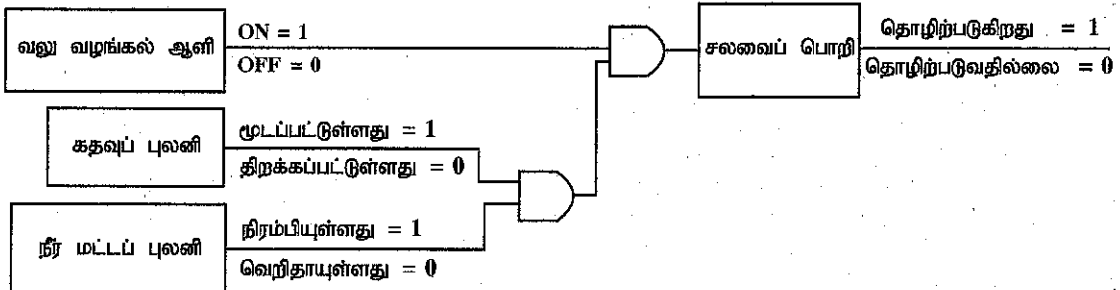 வலு வழங்கல் ஆளி
ON = 1
OFF = 0
சலவைப் பொறி
தொழிற்படுகிறது = 1
தொழிற்படுவதில்லை = 0
கதவுப் புலனி
மூடப்பட்டுள்ளது = 1
திறக்கப்பட்டுள்ளது = 0
நீர் மட்டப் புலனி
நிரம்பியுள்ளது = 1
வெறிதாயுள்ளது = 0